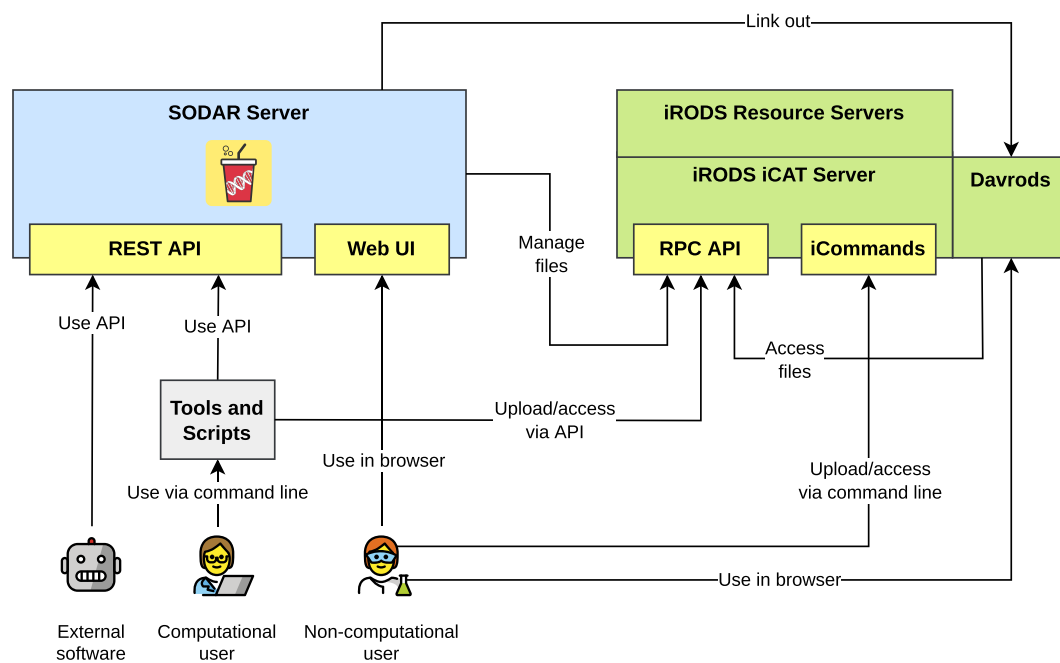 Link out
SODAR Server
iRODS Resource Servers
iRODS iCAT Server
Davrods
REST API
Web UI
Manage
files
RPC API
iCommands
Use API
Use API
Access
files
Tools and
Scripts
Upload/access
via API
Use in browser
Upload/access
via command line
Use via command line
Use in browser
External
software
Computational
user
Non-computational
user